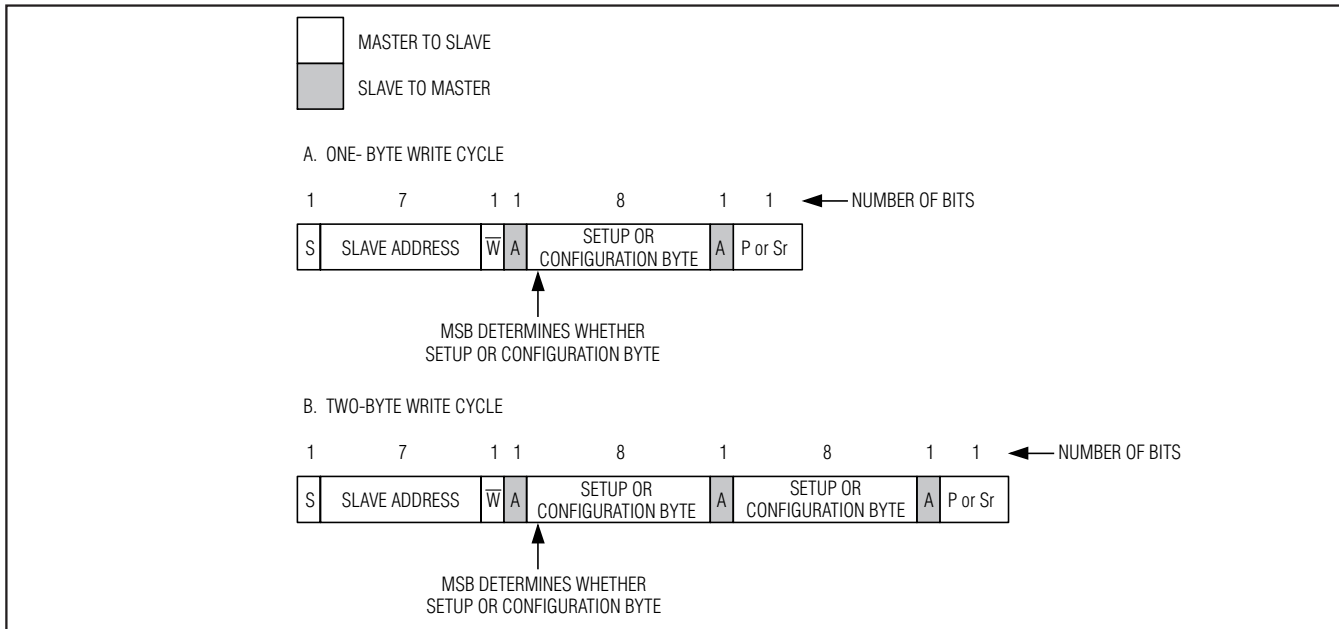 MASTER TO SLAVE
SLAVE TO MASTER
A. ONE- BYTE WRITE CYCLE
1 7 1 1 8 1 1 NUMBER OF BITS
S SLAVE ADDRESS W̅ A SETUP OR CONFIGURATION BYTE A P or Sr
MSB DETERMINES WHETHER
SETUP OR CONFIGURATION BYTE
B. TWO-BYTE WRITE CYCLE
1 7 1 1 8 1 8 1 1 NUMBER OF BITS
S SLAVE ADDRESS W̅ A SETUP OR CONFIGURATION BYTE A SETUP OR CONFIGURATION BYTE A P or Sr
MSB DETERMINES WHETHER
SETUP OR CONFIGURATION BYTE